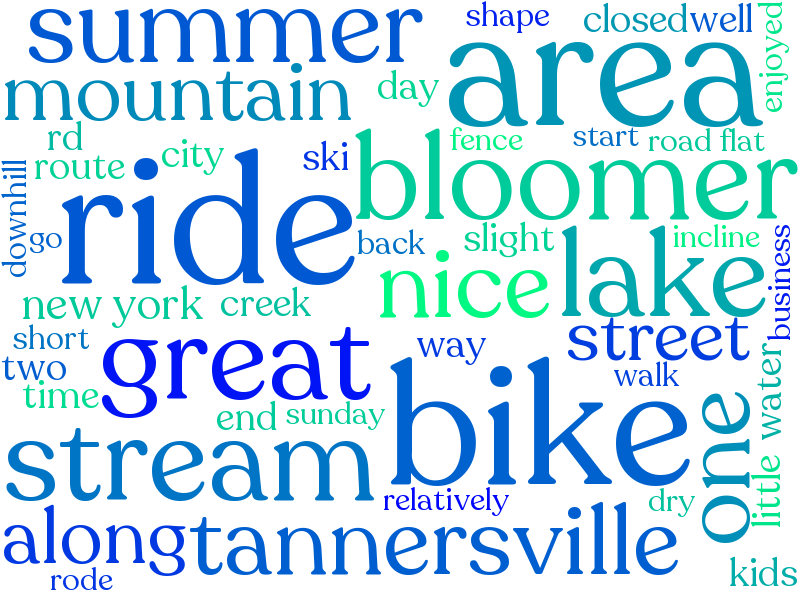 summer
shape
closed
well
enjoyed
mountain
day
area
rd
route
city
ski
fence
start
road
flat
downhill
ride
bloomer
go
back
slight
incline
business
new york
creek
nice
lake
short
two
great
way
street
time
walk
end
sunday
bike
one
little
water
stream
relatively
dry
along
tannersville
rode
kids